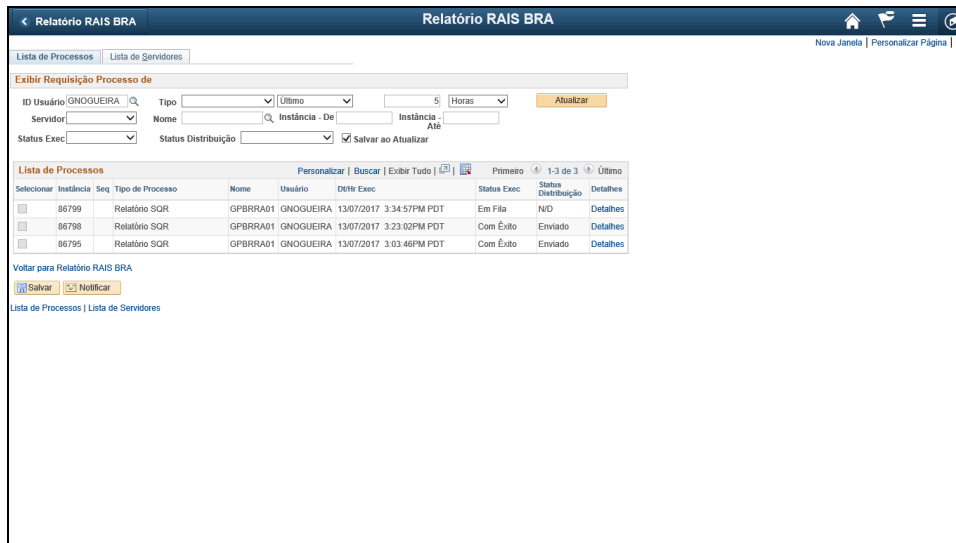 Relatório RAIS BRA
Relatório RAIS BRA
Nova Janela | Personalizar Página |
Lista de Processos Lista de Servidores
Exibir Requisição Processo de
ID Usuário GNOGUEIRA Tipo Último 5 Horas Atualizar
Servidor Nome Instância - De Instância - Até
Status Exec Status Distribuição Salvar ao Atualizar
Lista de Processos Personalizar | Buscar | Exibir Tudo | | Primeiro 1-3 de 3 Último
Selecionar Instância Seq Tipo de Processo Nome Usuário Dt/Hr Exec Status Exec Status Distribuição Detalhes
86799 Relatório SQR GPBRRA01 GNOGUEIRA 13/07/2017 3:34:57PM PDT Em Fila N/D Detalhes
86798 Relatório SQR GPBRRA01 GNOGUEIRA 13/07/2017 3:23:02PM PDT Com Êxito Enviado Detalhes
86795 Relatório SQR GPBRRA01 GNOGUEIRA 13/07/2017 3:03:46PM PDT Com Êxito Enviado Detalhes
Voltar para Relatório RAIS BRA
Salvar Notificar
Lista de Processos | Lista de Servidores